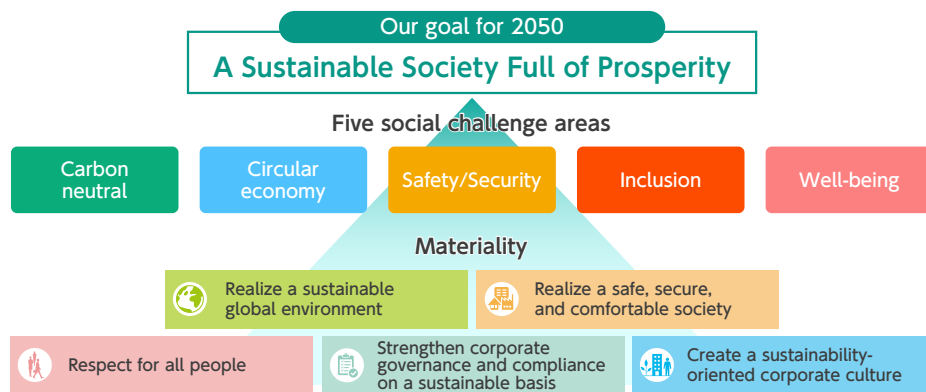 Our goal for 2050
A Sustainable Society Full of Prosperity
Five social challenge areas
Carbon
neutral
Circular
economy
Safety/Security
Inclusion
Well-being
Materiality
Realize a sustainable
global environment
Realize a safe, secure,
and comfortable society
Respect for all people
Strengthen corporate
governance and compliance
on a sustainable basis
Create a sustainability-
oriented corporate culture